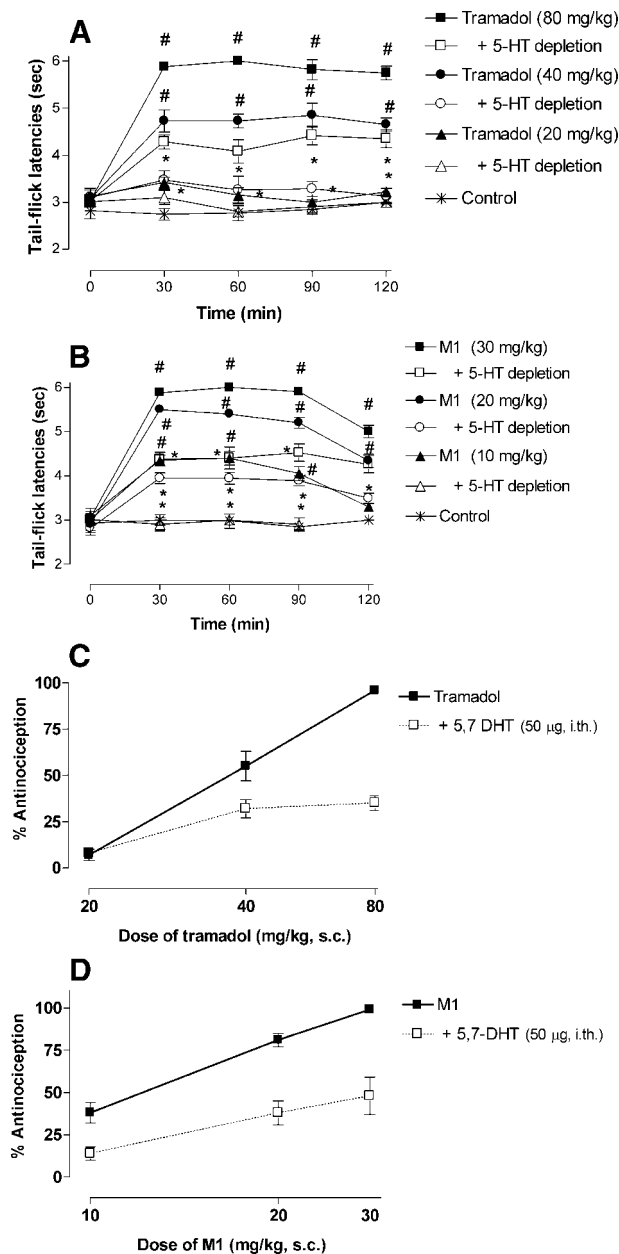 A
Tramadol (80 mg/kg)
+ 5-HT depletion
Tramadol (40 mg/kg)
+ 5-HT depletion
Tramadol (20 mg/kg)
+ 5-HT depletion
Control
Tail-flick latencies (sec)
6
5
4
3
2
# # # #
# # # #
* * * *
* * * *
0 30 60 90 120
Time (min)
B
M1 (30 mg/kg)
+ 5-HT depletion
M1 (20 mg/kg)
+ 5-HT depletion
M1 (10 mg/kg)
+ 5-HT depletion
Control
Tail-flick latencies (sec)
6
5
4
3
2
# # # #
# # # #
# # #
* * *
* * * *
* * *
0 30 60 90 120
Time (min)
C
Tramadol
+ 5,7 DHT (50 µg, i.th.)
% Antinociception
100
75
50
25
0
20 40 80
Dose of tramadol (mg/kg, s.c.)
D
M1
+ 5,7-DHT (50 µg, i.th.)
% Antinociception
100
75
50
25
0
10 20 30
Dose of M1 (mg/kg, s.c.)